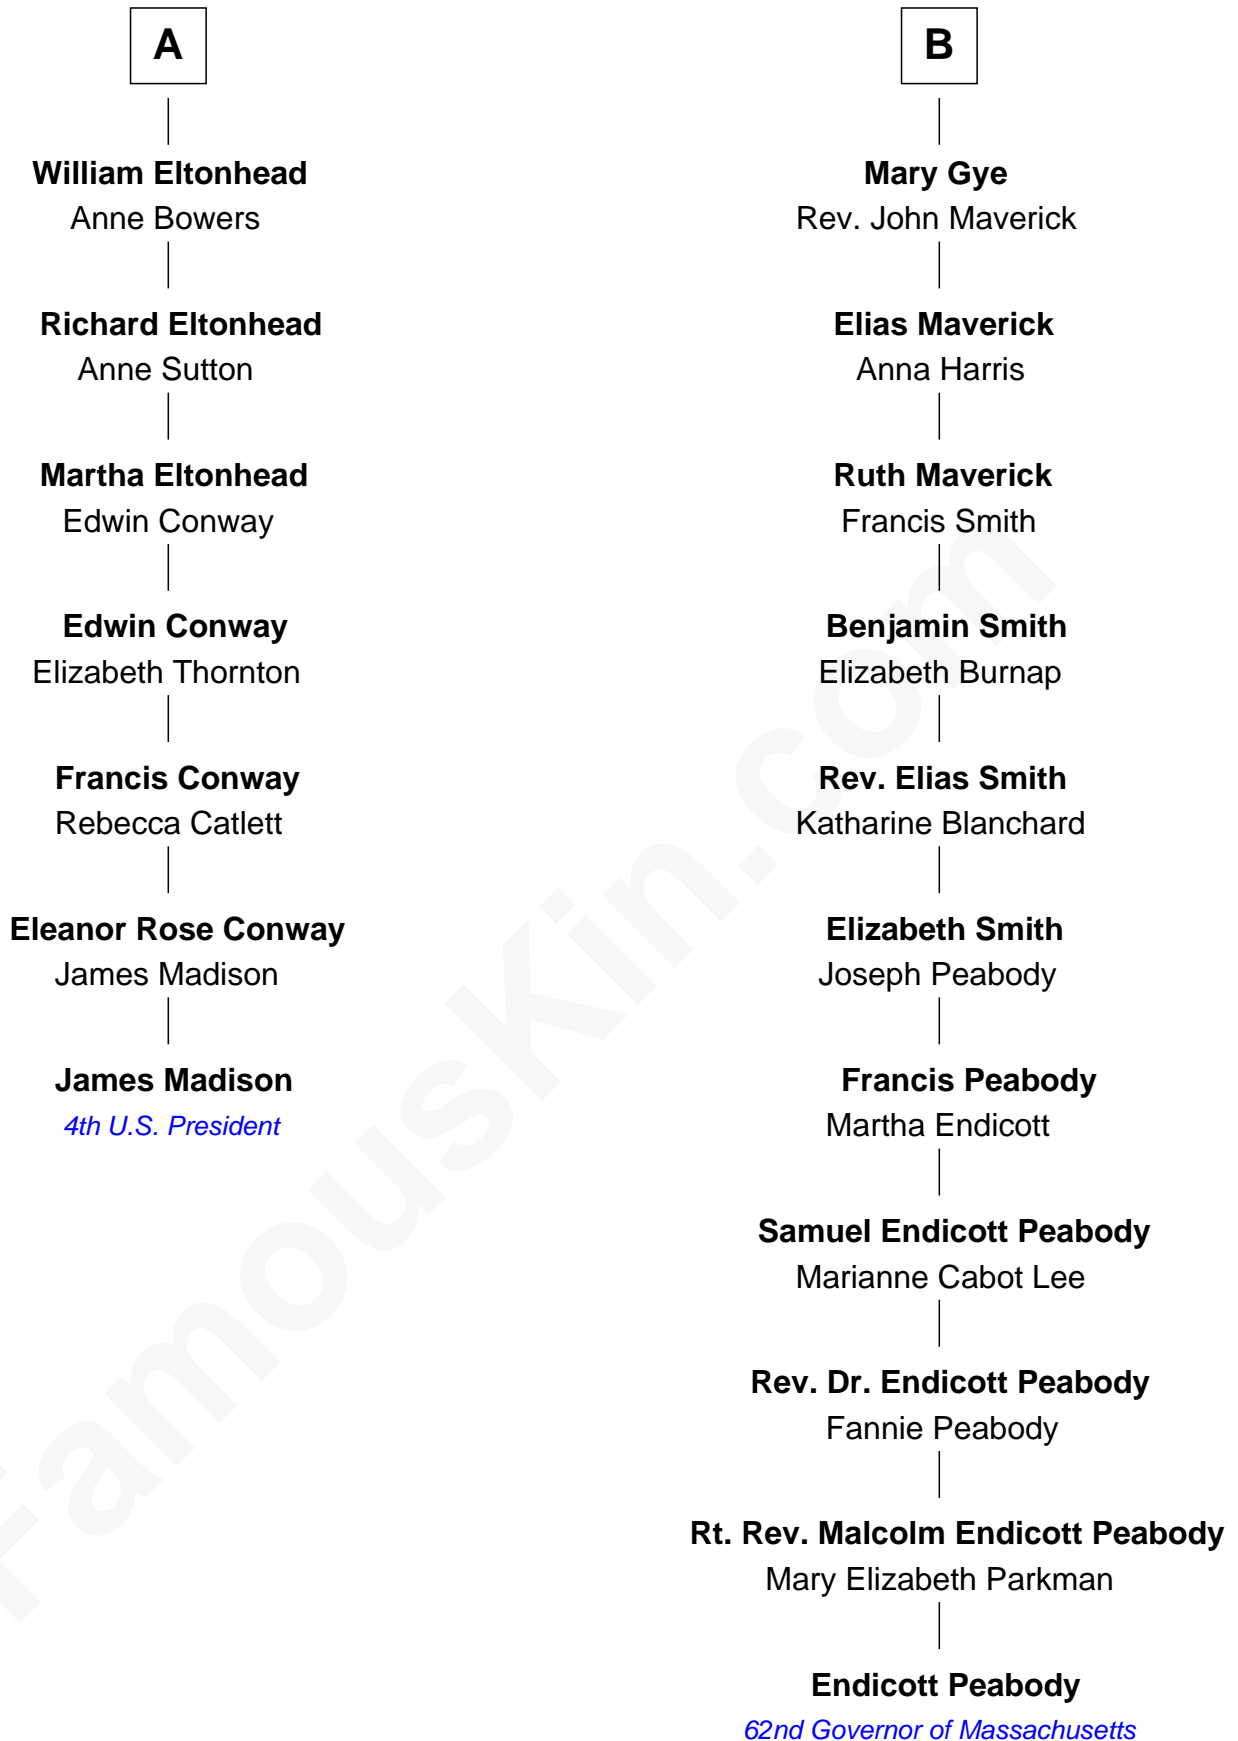 A
William Eltonhead
Anne Bowers
Richard Eltonhead
Anne Sutton
Martha Eltonhead
Edwin Conway
Edwin Conway
Elizabeth Thornton
Francis Conway
Rebecca Catlett
Eleanor Rose Conway
James Madison
James Madison
4th U.S. President
B
Mary Gye
Rev. John Maverick
Elias Maverick
Anna Harris
Ruth Maverick
Francis Smith
Benjamin Smith
Elizabeth Burnap
Rev. Elias Smith
Katharine Blanchard
Elizabeth Smith
Joseph Peabody
Francis Peabody
Martha Endicott
Samuel Endicott Peabody
Marianne Cabot Lee
Rev. Dr. Endicott Peabody
Fannie Peabody
Rt. Rev. Malcolm Endicott Peabody
Mary Elizabeth Parkman
Endicott Peabody
62nd Governor of Massachusetts
FamousKin.com